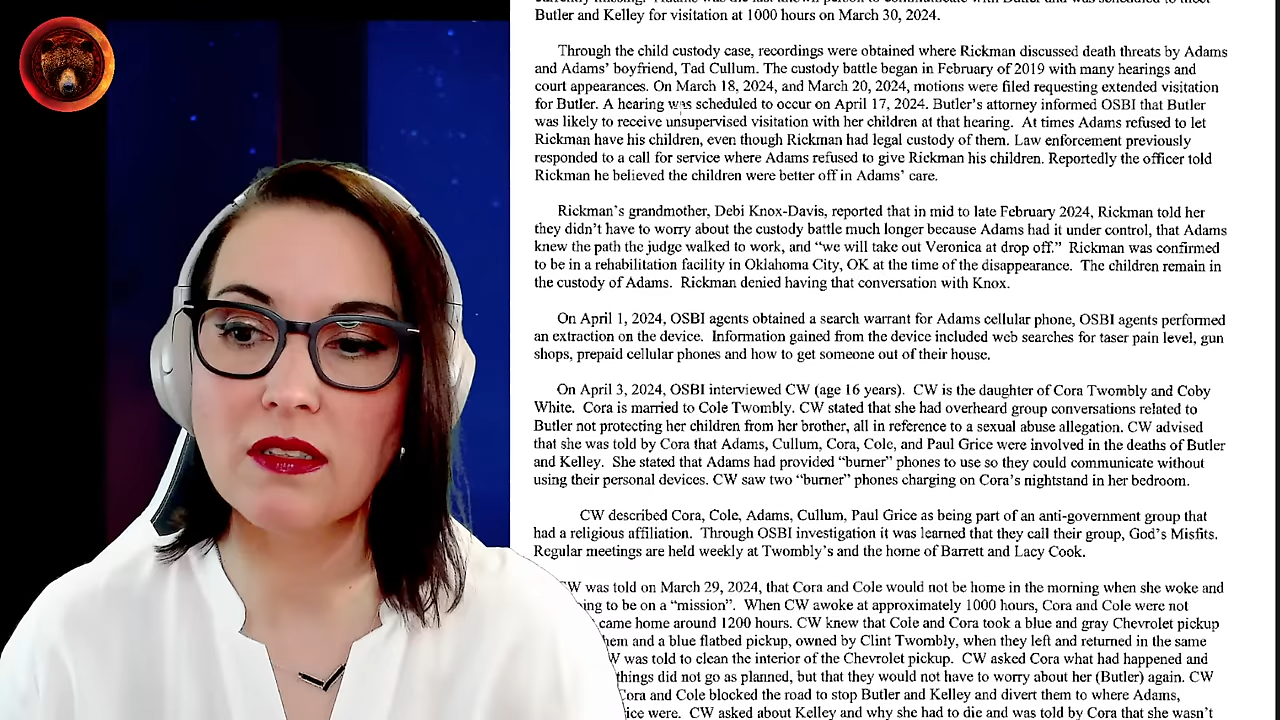 Butler and Kelley for visitation at 1000 hours on March 30, 2024.
Through the child custody case, recordings were obtained where Rickman discussed death threats by Adams
and Adams' boyfriend, Tad Cullum. The custody battle began in February of 2019 with many hearings and
court appearances. On March 18, 2024, and March 20, 2024, motions were filed requesting extended visitation
for Butler. A hearing was scheduled to occur on April 17, 2024. Butler's attorney informed OSBI that Butler
was likely to receive unsupervised visitation with her children at that hearing. At times Adams refused to let
Rickman have his children, even though Rickman had legal custody of them. Law enforcement previously
responded to a call for service where Adams refused to give Rickman his children. Reportedly the officer told
Rickman he believed the children were better off in Adams' care.
Rickman's grandmother, Debi Knox-Davis, reported that in mid to late February 2024, Rickman told her
they didn't have to worry about the custody battle much longer because Adams had it under control, that Adams
knew the path the judge walked to work, and "we will take out Veronica at drop off." Rickman was confirmed
to be in a rehabilitation facility in Oklahoma City, OK at the time of the disappearance. The children remain in
the custody of Adams. Rickman denied having that conversation with Knox.
On April 1, 2024, OSBI agents obtained a search warrant for Adams cellular phone, OSBI agents performed
an extraction on the device. Information gained from the device included web searches for taser pain level, gun
shops, prepaid cellular phones and how to get someone out of their house.
On April 3, 2024, OSBI interviewed CW (age 16 years). CW is the daughter of Cora Twombly and Coby
White. Cora is married to Cole Twombly. CW stated that she had overheard group conversations related to
Butler not protecting her children from her brother, all in reference to a sexual abuse allegation. CW advised
that she was told by Cora that Adams, Cullum, Cora, Cole, and Paul Grice were involved in the deaths of Butler
and Kelley. She stated that Adams had provided "burner" phones to use so they could communicate without
using their personal devices. CW saw two "burner" phones charging on Cora's nightstand in her bedroom.
CW described Cora, Cole, Adams, Cullum, Paul Grice as being part of an anti-government group that
had a religious affiliation. Through OSBI investigation it was learned that they call their group, God's Misfits.
Regular meetings are held weekly at Twombly's and the home of Barrett and Lacy Cook.
CW was told on March 29, 2024, that Cora and Cole would not be home in the morning when she woke and
to be on a "mission". When CW awoke at approximately 1000 hours, Cora and Cole were not
came home around 1200 hours. CW knew that Cole and Cora took a blue and gray Chevrolet pickup
and a blue flatbed pickup, owned by Clint Twombly, when they left and returned in the same
was told to clean the interior of the Chevrolet pickup. CW asked Cora what had happened and
things did not go as planned, but that they would not have to worry about her (Butler) again. CW
Cora and Cole blocked the road to stop Butler and Kelley and divert them to where Adams,
were. CW asked about Kelley and why she had to die and was told by Cora that she wasn't